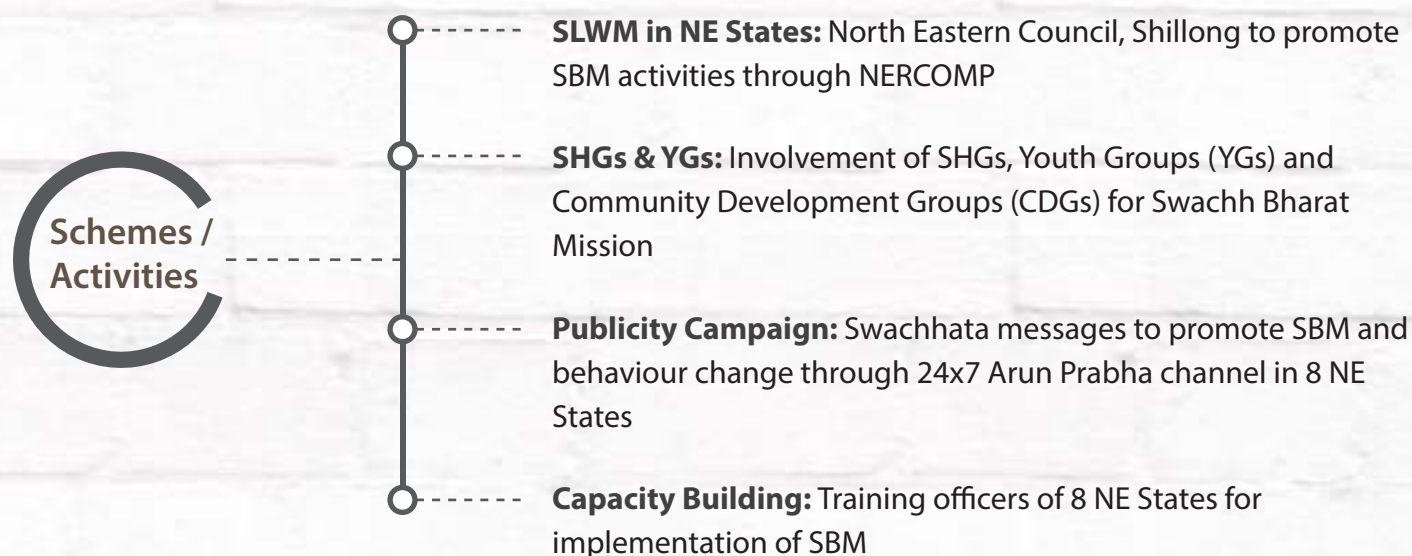 Schemes /
Activities
SLWM in NE States: North Eastern Council, Shillong to promote
SBM activities through NERCOMP
SHGs & YGs: Involvement of SHGs, Youth Groups (YGs) and
Community Development Groups (CDGs) for Swachh Bharat
Mission
Publicity Campaign: Swachhata messages to promote SBM and
behaviour change through 24x7 Arun Prabha channel in 8 NE
States
Capacity Building: Training officers of 8 NE States for
implementation of SBM